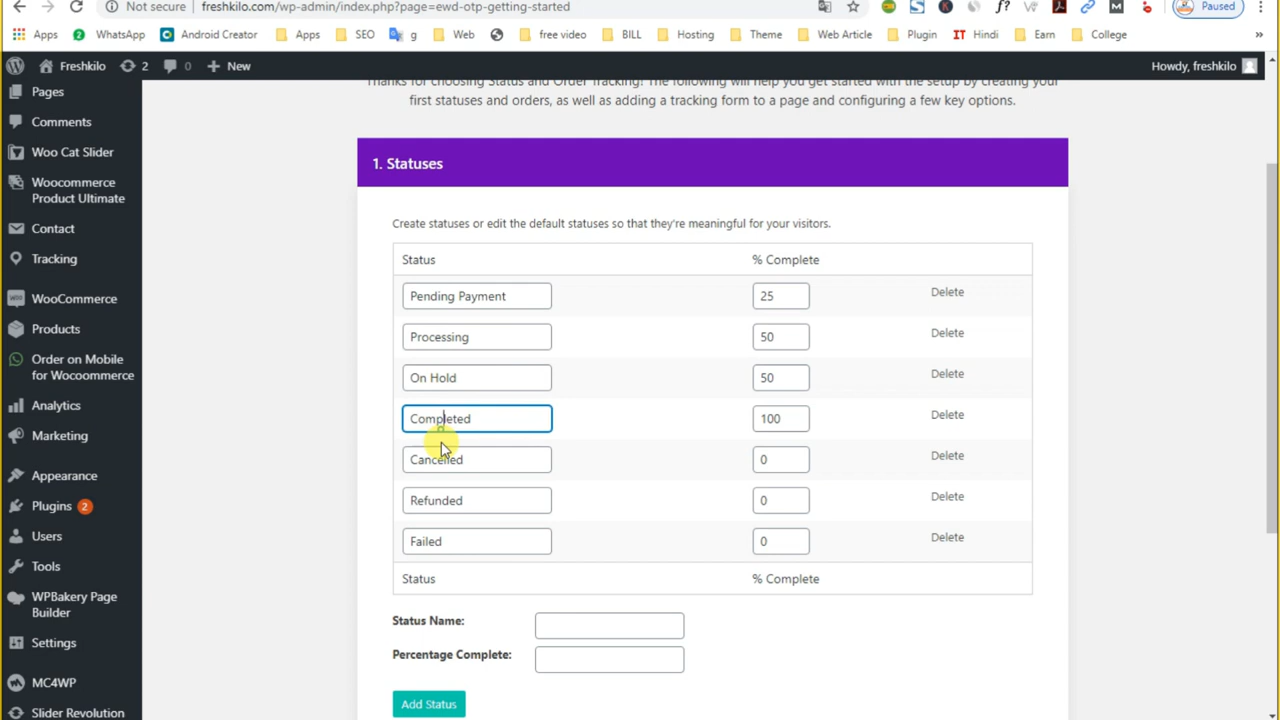 Not secure freshkilo.com/wp-admin/index.php?page=ewd-otp-getting-started Paused
Apps WhatsApp Android Creator Apps SEO g Web free video BILL Hosting Theme Web Article Plugin IT Hindi Earn College »
Freshkilo 2 0 New Howdy, freshkilo
Thanks for choosing Status and Order Tracking! The following will help you get started with the setup by creating your
first statuses and orders, as well as adding a tracking form to a page and configuring a few key options.
Pages
Comments
Woo Cat Slider
Woocommerce
Product Ultimate
Contact
Tracking
WooCommerce
Products
Order on Mobile
for Wocoommerce
Analytics
Marketing
Appearance
Plugins 2
Users
Tools
WPBakery Page
Builder
Settings
MC4WP
Slider Revolution
1. Statuses
Create statuses or edit the default statuses so that they're meaningful for your visitors.
Status % Complete
Pending Payment 25 Delete
Processing 50 Delete
On Hold 50 Delete
Completed 100 Delete
Cancelled 0 Delete
Refunded 0 Delete
Failed 0 Delete
Status % Complete
Status Name:
Percentage Complete:
Add Status